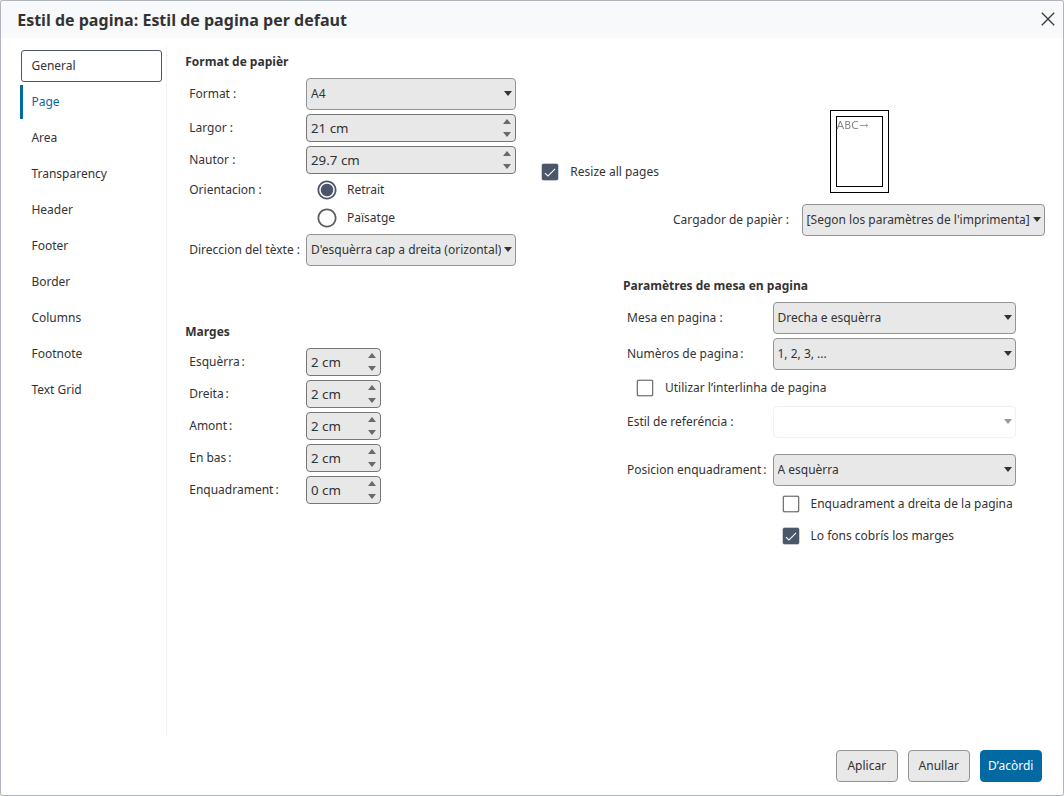 Estil de pagina: Estil de pagina per defaut
General
Page
Area
Transparency
Header
Footer
Border
Columns
Footnote
Text Grid
Format de papièr
Format :
A4
Largor :
21 cm
Nautor :
29.7 cm
Orientacion :
Retrait
Païsatge
Direccion del tèxte :
D'esquèrra cap a dreita (orizontal)
Resize all pages
ABC→
Cargador de papièr :
[Segon los paramètres de l'imprimenta]
Marges
Esquèrra :
2 cm
Dreita :
2 cm
Amont :
2 cm
En bas :
2 cm
Enquadrament :
0 cm
Paramètres de mesa en pagina
Mesa en pagina :
Drecha e esquèrra
Numèros de pagina :
1, 2, 3, ...
Utilizar l’interlinha de pagina
Estil de referéncia :
Posicion enquadrament :
A esquèrra
Enquadrament a dreita de la pagina
Lo fons cobrís los marges
Aplicar
Anullar
D’acòrdi